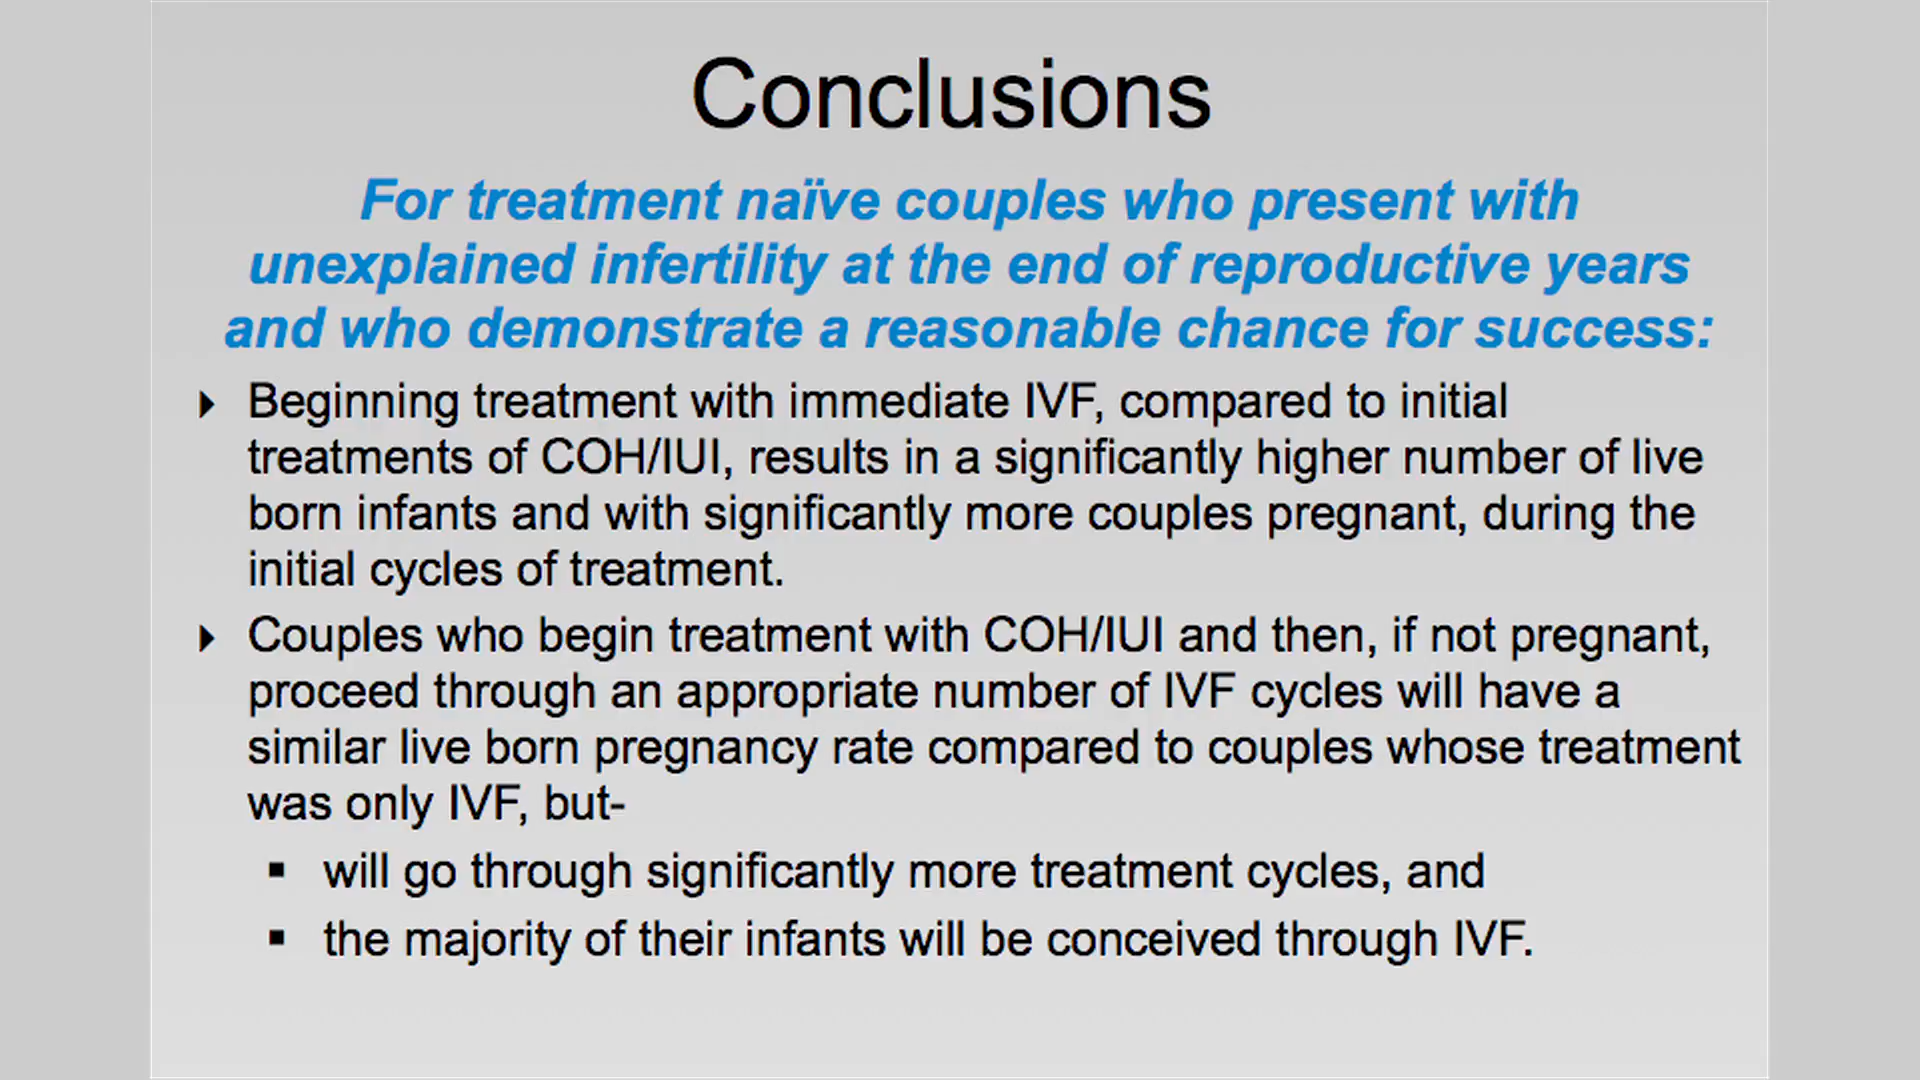 Conclusions
For treatment naïve couples who present with
unexplained infertility at the end of reproductive years
and who demonstrate a reasonable chance for success:
Beginning treatment with immediate IVF, compared to initial
treatments of COH/IUI, results in a significantly higher number of live
born infants and with significantly more couples pregnant, during the
initial cycles of treatment.
Couples who begin treatment with COH/IUI and then, if not pregnant,
proceed through an appropriate number of IVF cycles will have a
similar live born pregnancy rate compared to couples whose treatment
was only IVF, but-
will go through significantly more treatment cycles, and
the majority of their infants will be conceived through IVF.